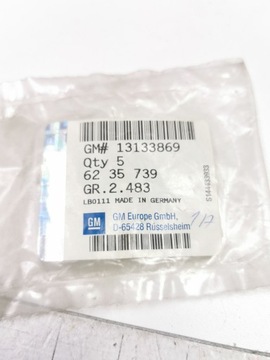 GM# 13133869
Qty 5
62 35 739
GR.2.483
LB0111 MADE IN GERMANY
GM
GM Europe GmbH,
D-65428 Rüsselsheim